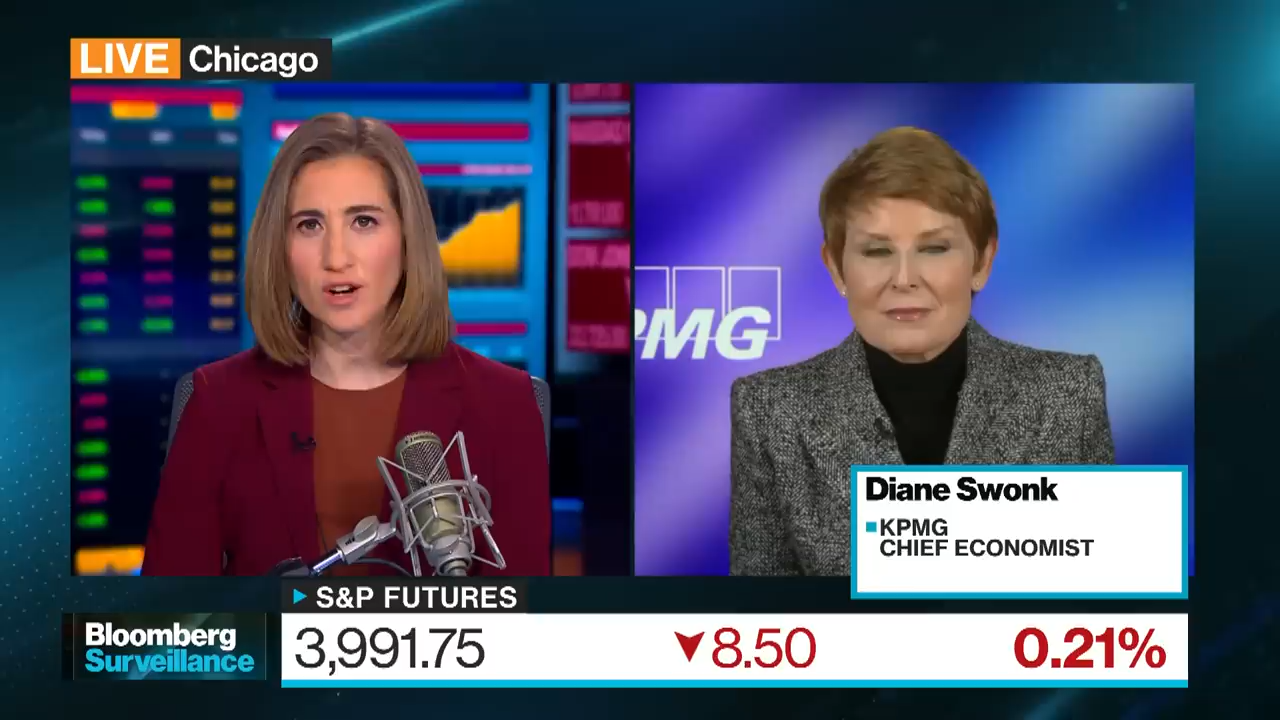 LIVE Chicago
PMG
Diane Swonk
KPMG
CHIEF ECONOMIST
S&P FUTURES
Bloomberg
Surveillance
3,991.75 8.50 0.21%